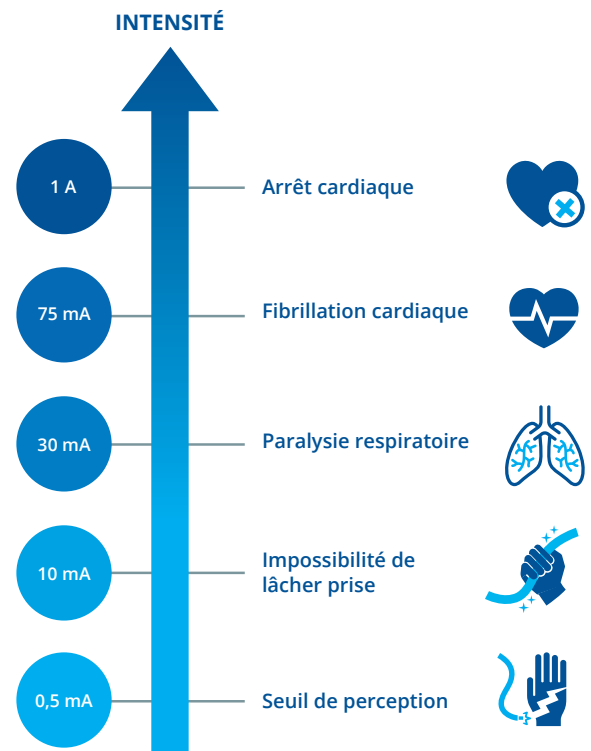 INTENSITÉ
1 A
Arrêt cardiaque
75 mA
Fibrillation cardiaque
30 mA
Paralysie respiratoire
10 mA
Impossibilité de
lâcher prise
0,5 mA
Seuil de perception